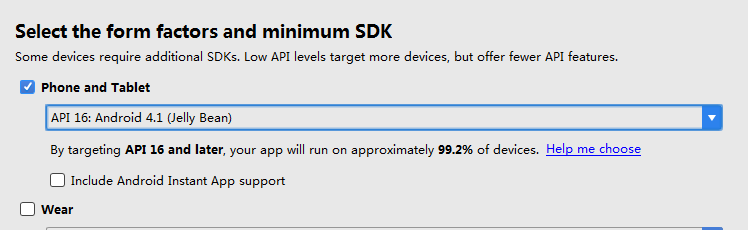 Select the form factors and minimum SDK
Some devices require additional SDKs. Low API levels target more devices, but offer fewer API features.
Phone and Tablet
API 16: Android 4.1 (Jelly Bean)
By targeting API 16 and later, your app will run on approximately 99.2% of devices. Help me choose
Include Android Instant App support
Wear